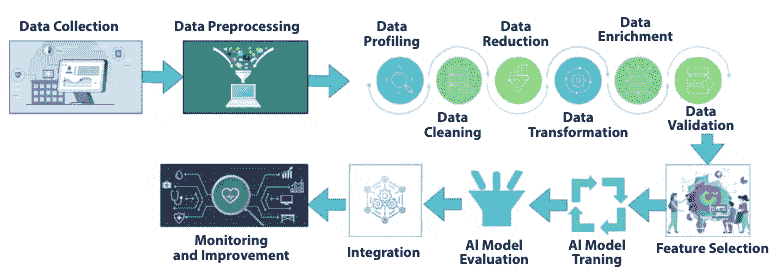 Data Collection
Data Preprocessing
Data
Profiling
Data
Cleaning
Data
Reduction
Data
Transformation
Data
Enrichment
Data
Validation
Feature Selection
AI Model
Traning
AI Model
Evaluation
Integration
Monitoring
and Improvement